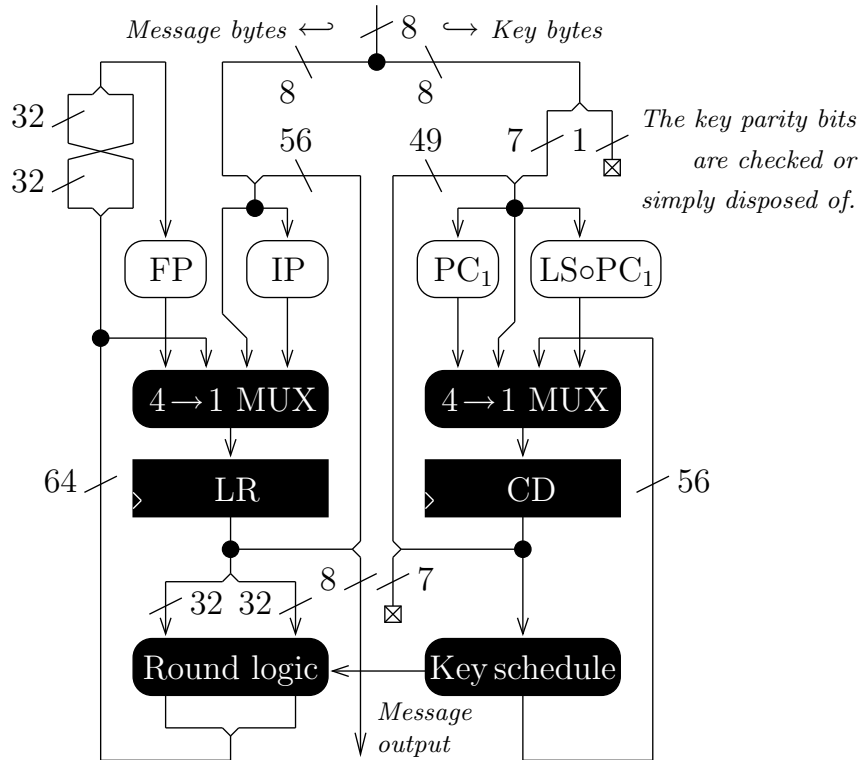 Message bytes ↩ 8 ↪ Key bytes
8 8
32 56 49 7 1 The key parity bits
32 are checked or
simply disposed of.
FP IP PC₁ LS∘PC₁
4→1 MUX 4→1 MUX
64 LR CD 56
32 32 8 7
Round logic Key schedule
Message
output